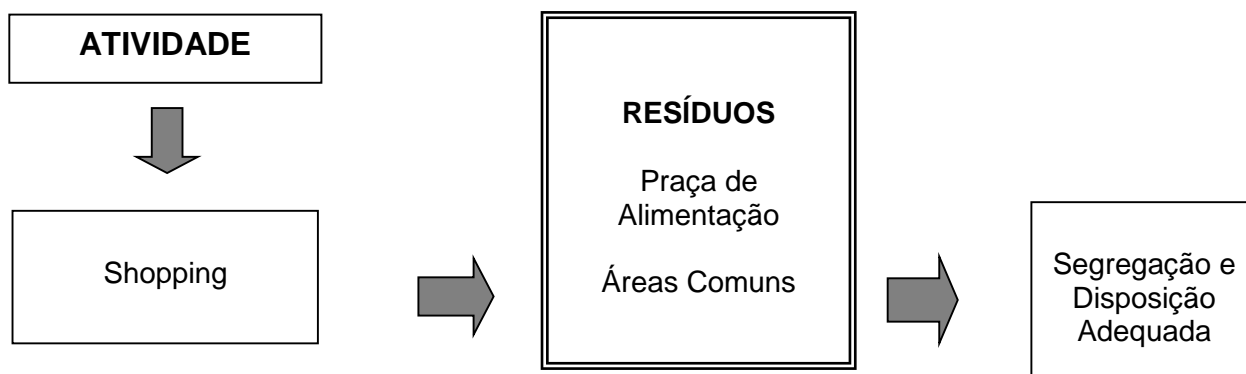 ATIVIDADE
Shopping
RESÍDUOS
Praça de
Alimentação
Áreas Comuns
Segregação e
Disposição
Adequada